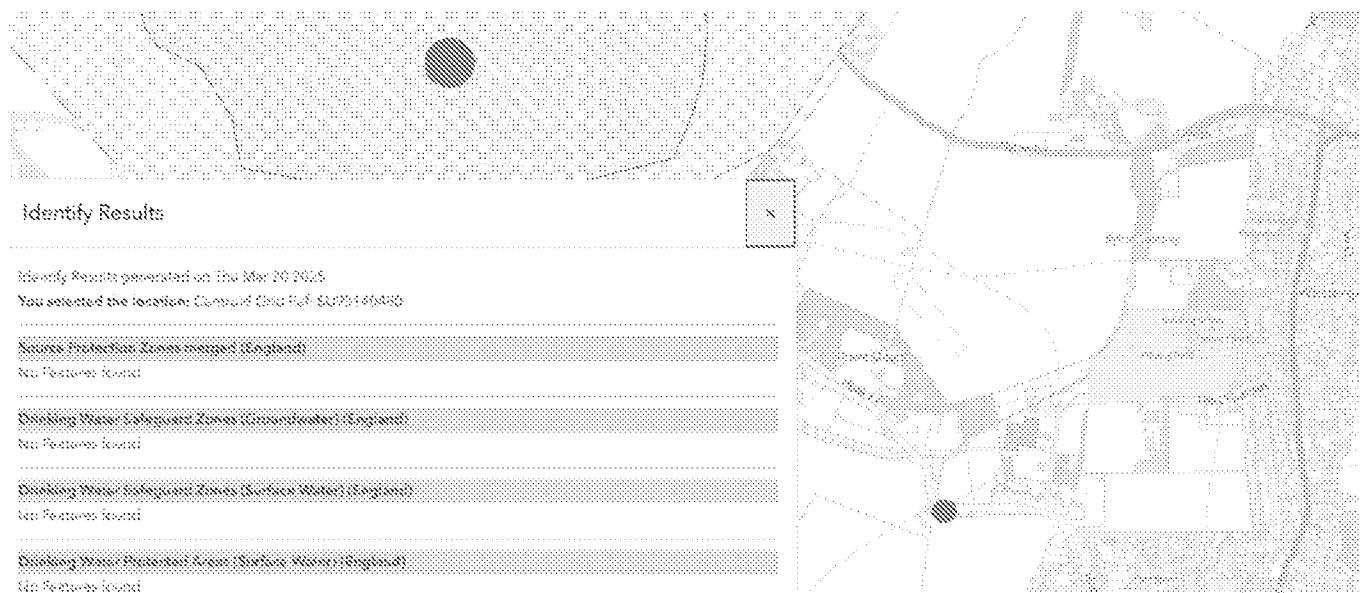 Identify Results
×
Identify Results generated on Thu Mar 20 2025
You selected the location: Centroid Grid Ref:
Source Protection Zones merged (England)
No Features found
Drinking Water Safeguard Zones (Groundwater) (England)
No Features found
Drinking Water Safeguard Zones (Surface Water) (England)
No Features found
Drinking Water Protected Areas (Surface Water) (England)
No Features found